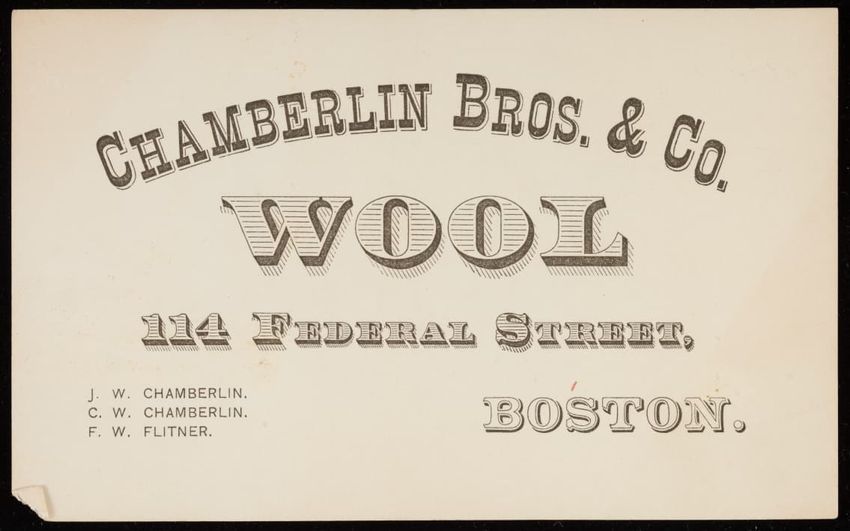 CHAMBERLIN BROS. & CO.
WOOL
114 FEDERAL STREET,
BOSTON.
J. W. CHAMBERLIN.
C. W. CHAMBERLIN.
F. W. FLITNER.